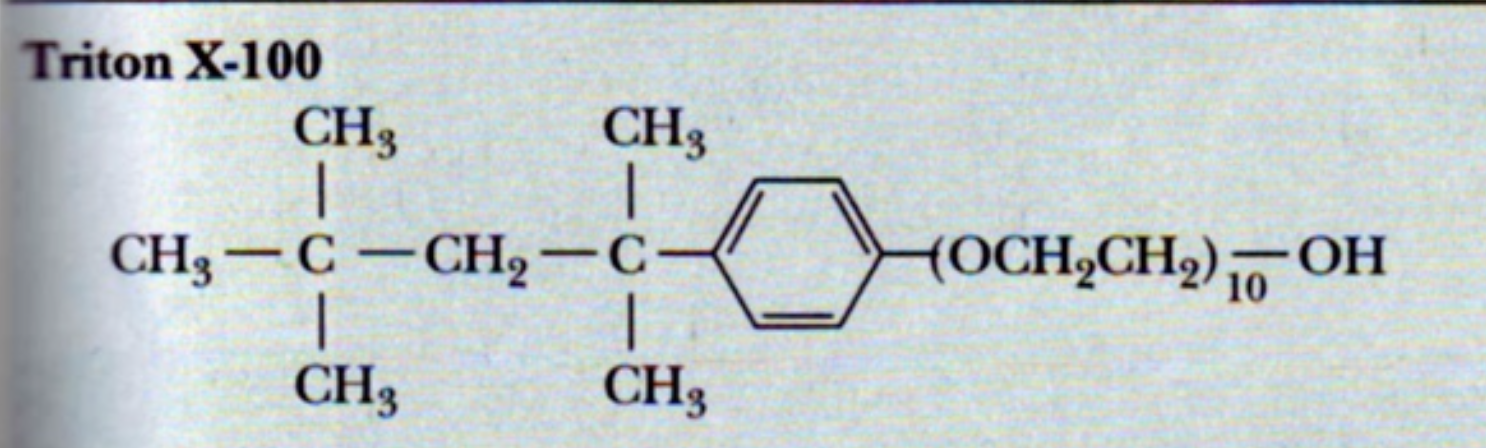 Triton X-100
CH₃ CH₃
CH₃—C—CH₂—C—(OCH₂CH₂)₁₀—OH
CH₃ CH₃